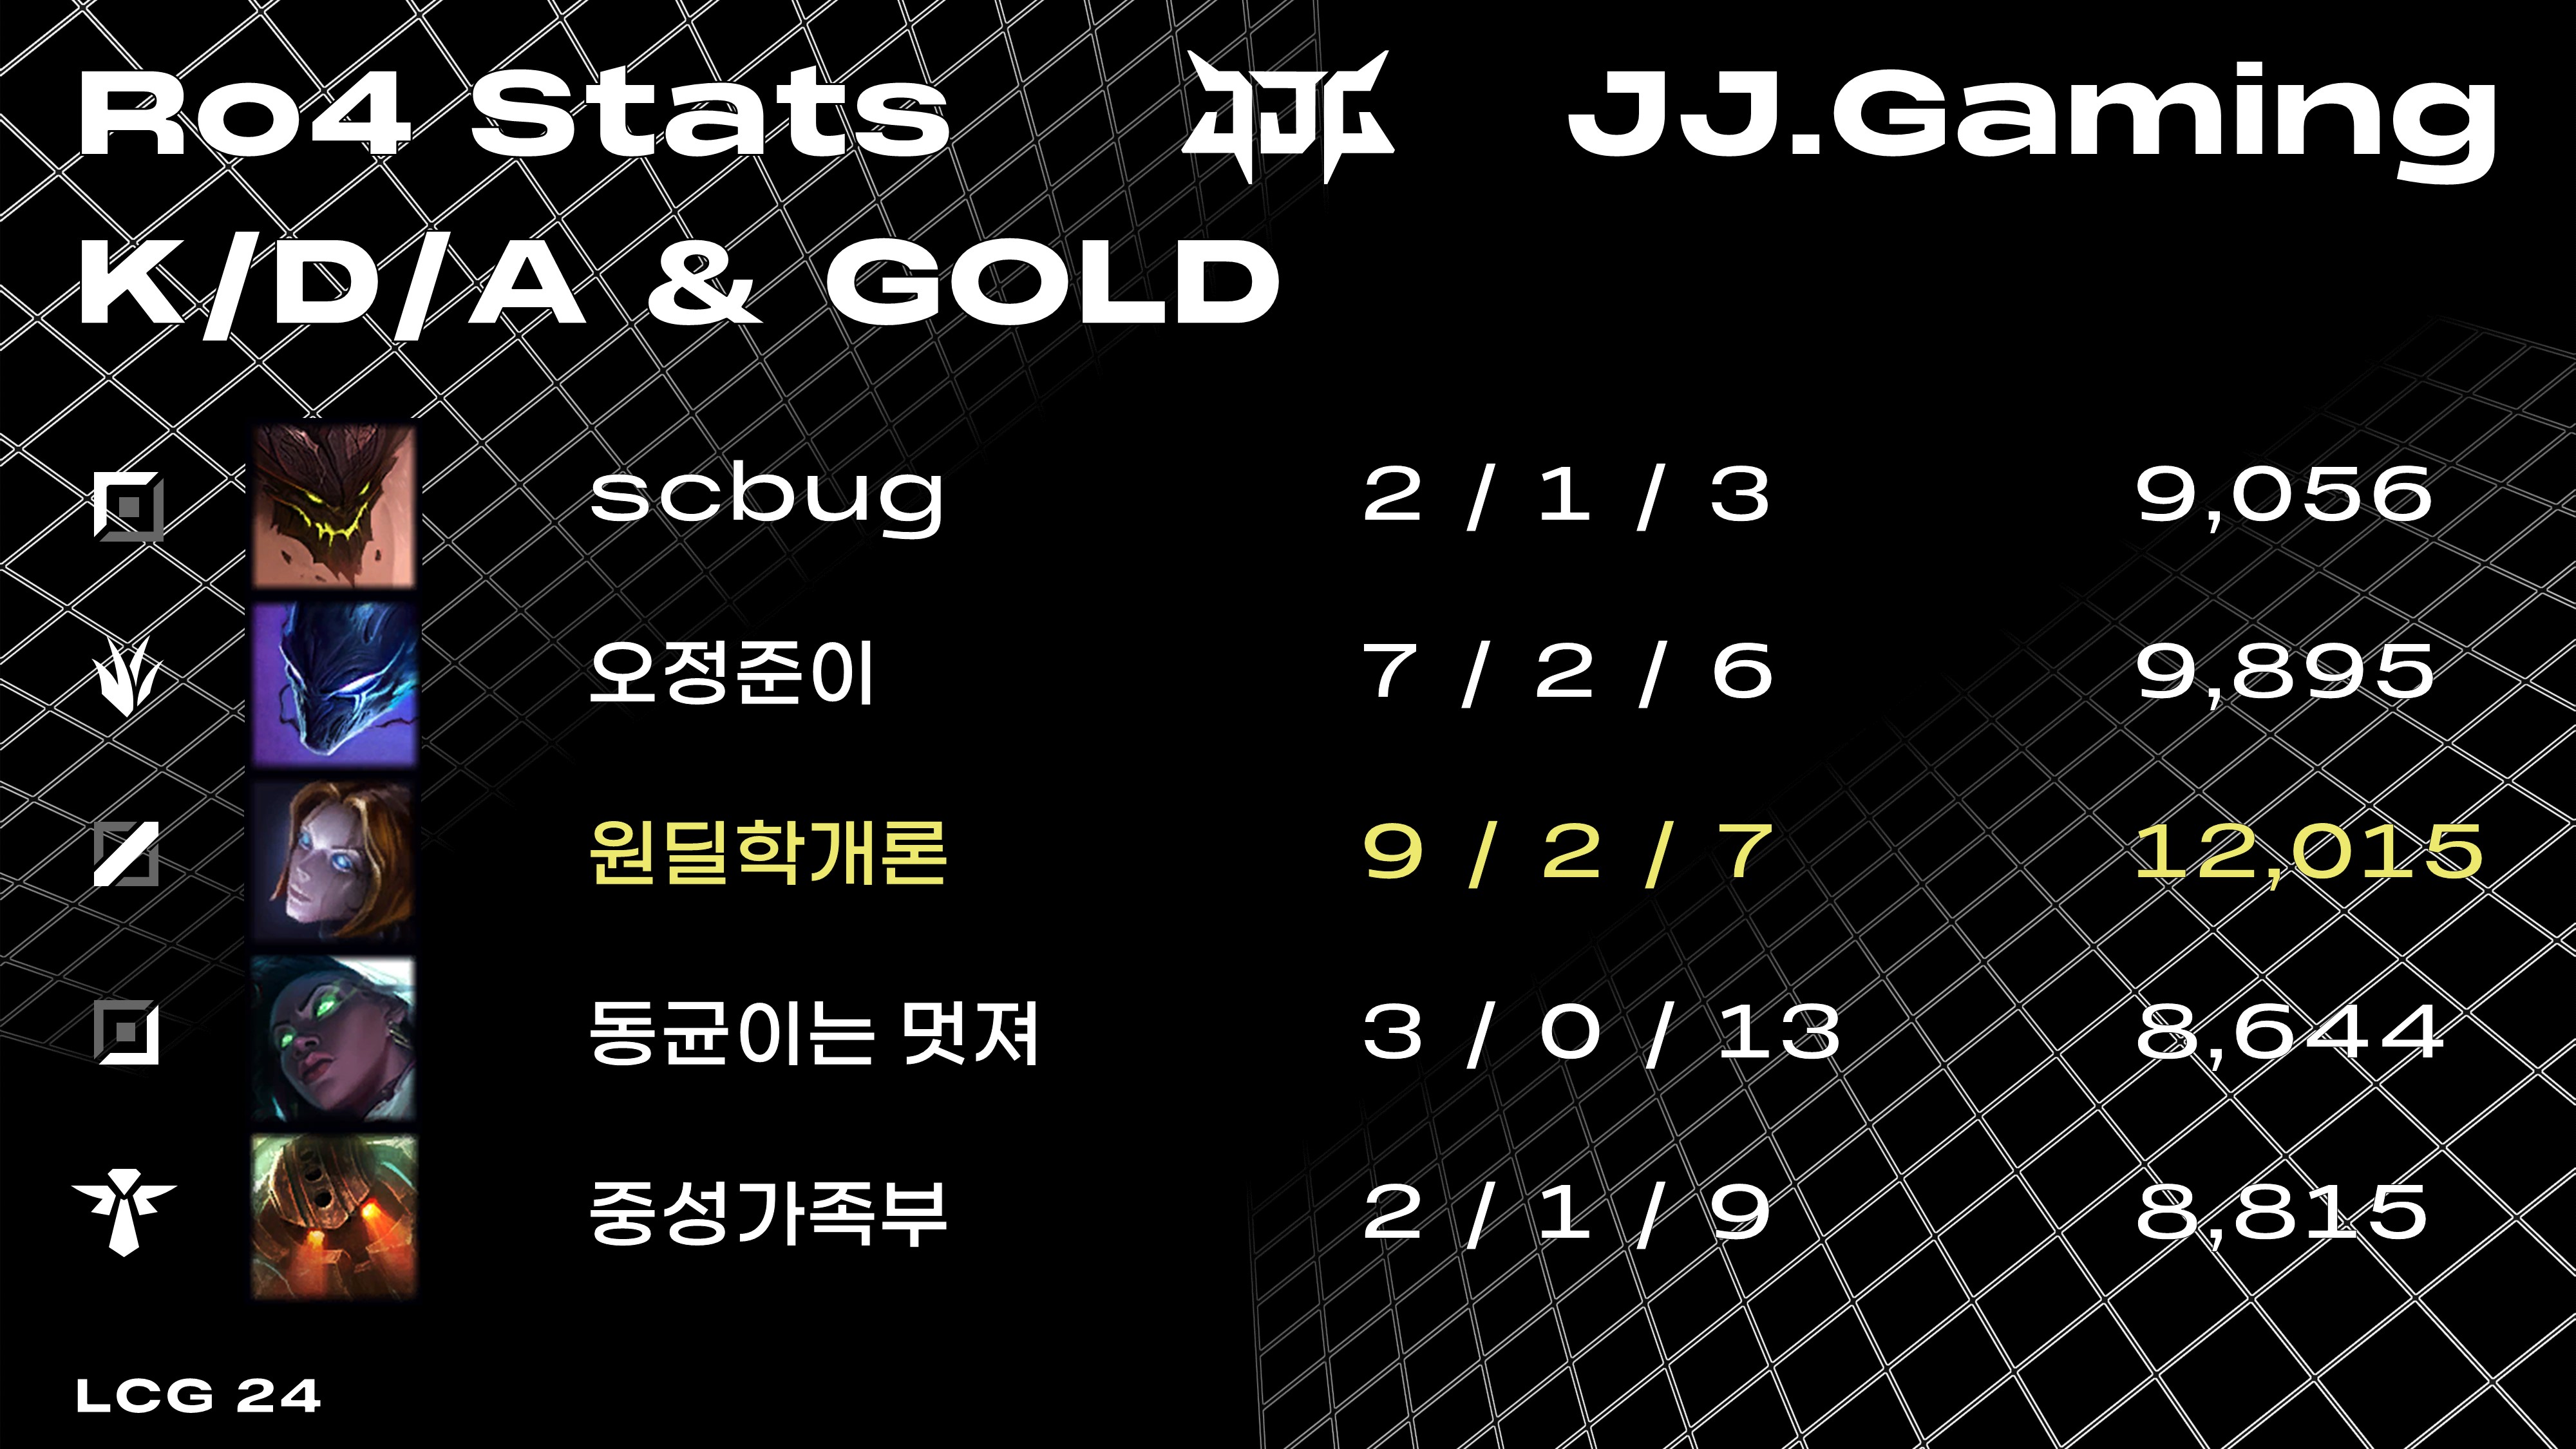 Ro4 Stats JJ.Gaming
K/D/A & GOLD
scbug 2 / 1 / 3 9,056
오정준이 7 / 2 / 6 9,895
원딜학개론 9 / 2 / 7 12,015
동균이는 멋져 3 / 0 / 13 8,644
중성가족부 2 / 1 / 9 8,815
LCG 24